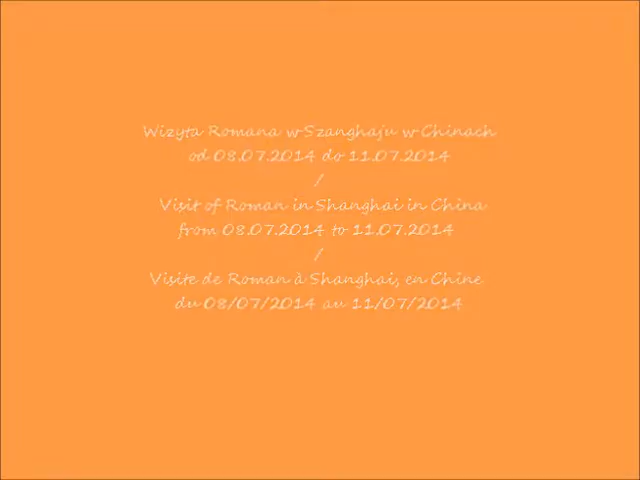 Wizyta Romana w Szanghaju w Chinach
od 08.07.2014 do 11.07.2014
/
Visit of Roman in Shanghai in China
from 08.07.2014 to 11.07.2014
/
Visite de Roman à Shanghai, en Chine
du 08/07/2014 au 11/07/2014